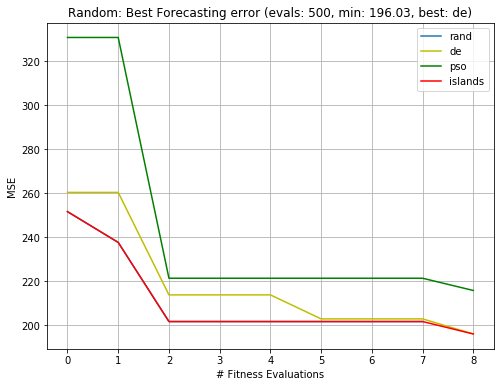 Random: Best Forecasting error (evals: 500, min: 196.03, best: de)
rand
de
pso
islands
MSE
320
300
280
260
240
220
200
0 1 2 3 4 5 6 7 8
# Fitness Evaluations